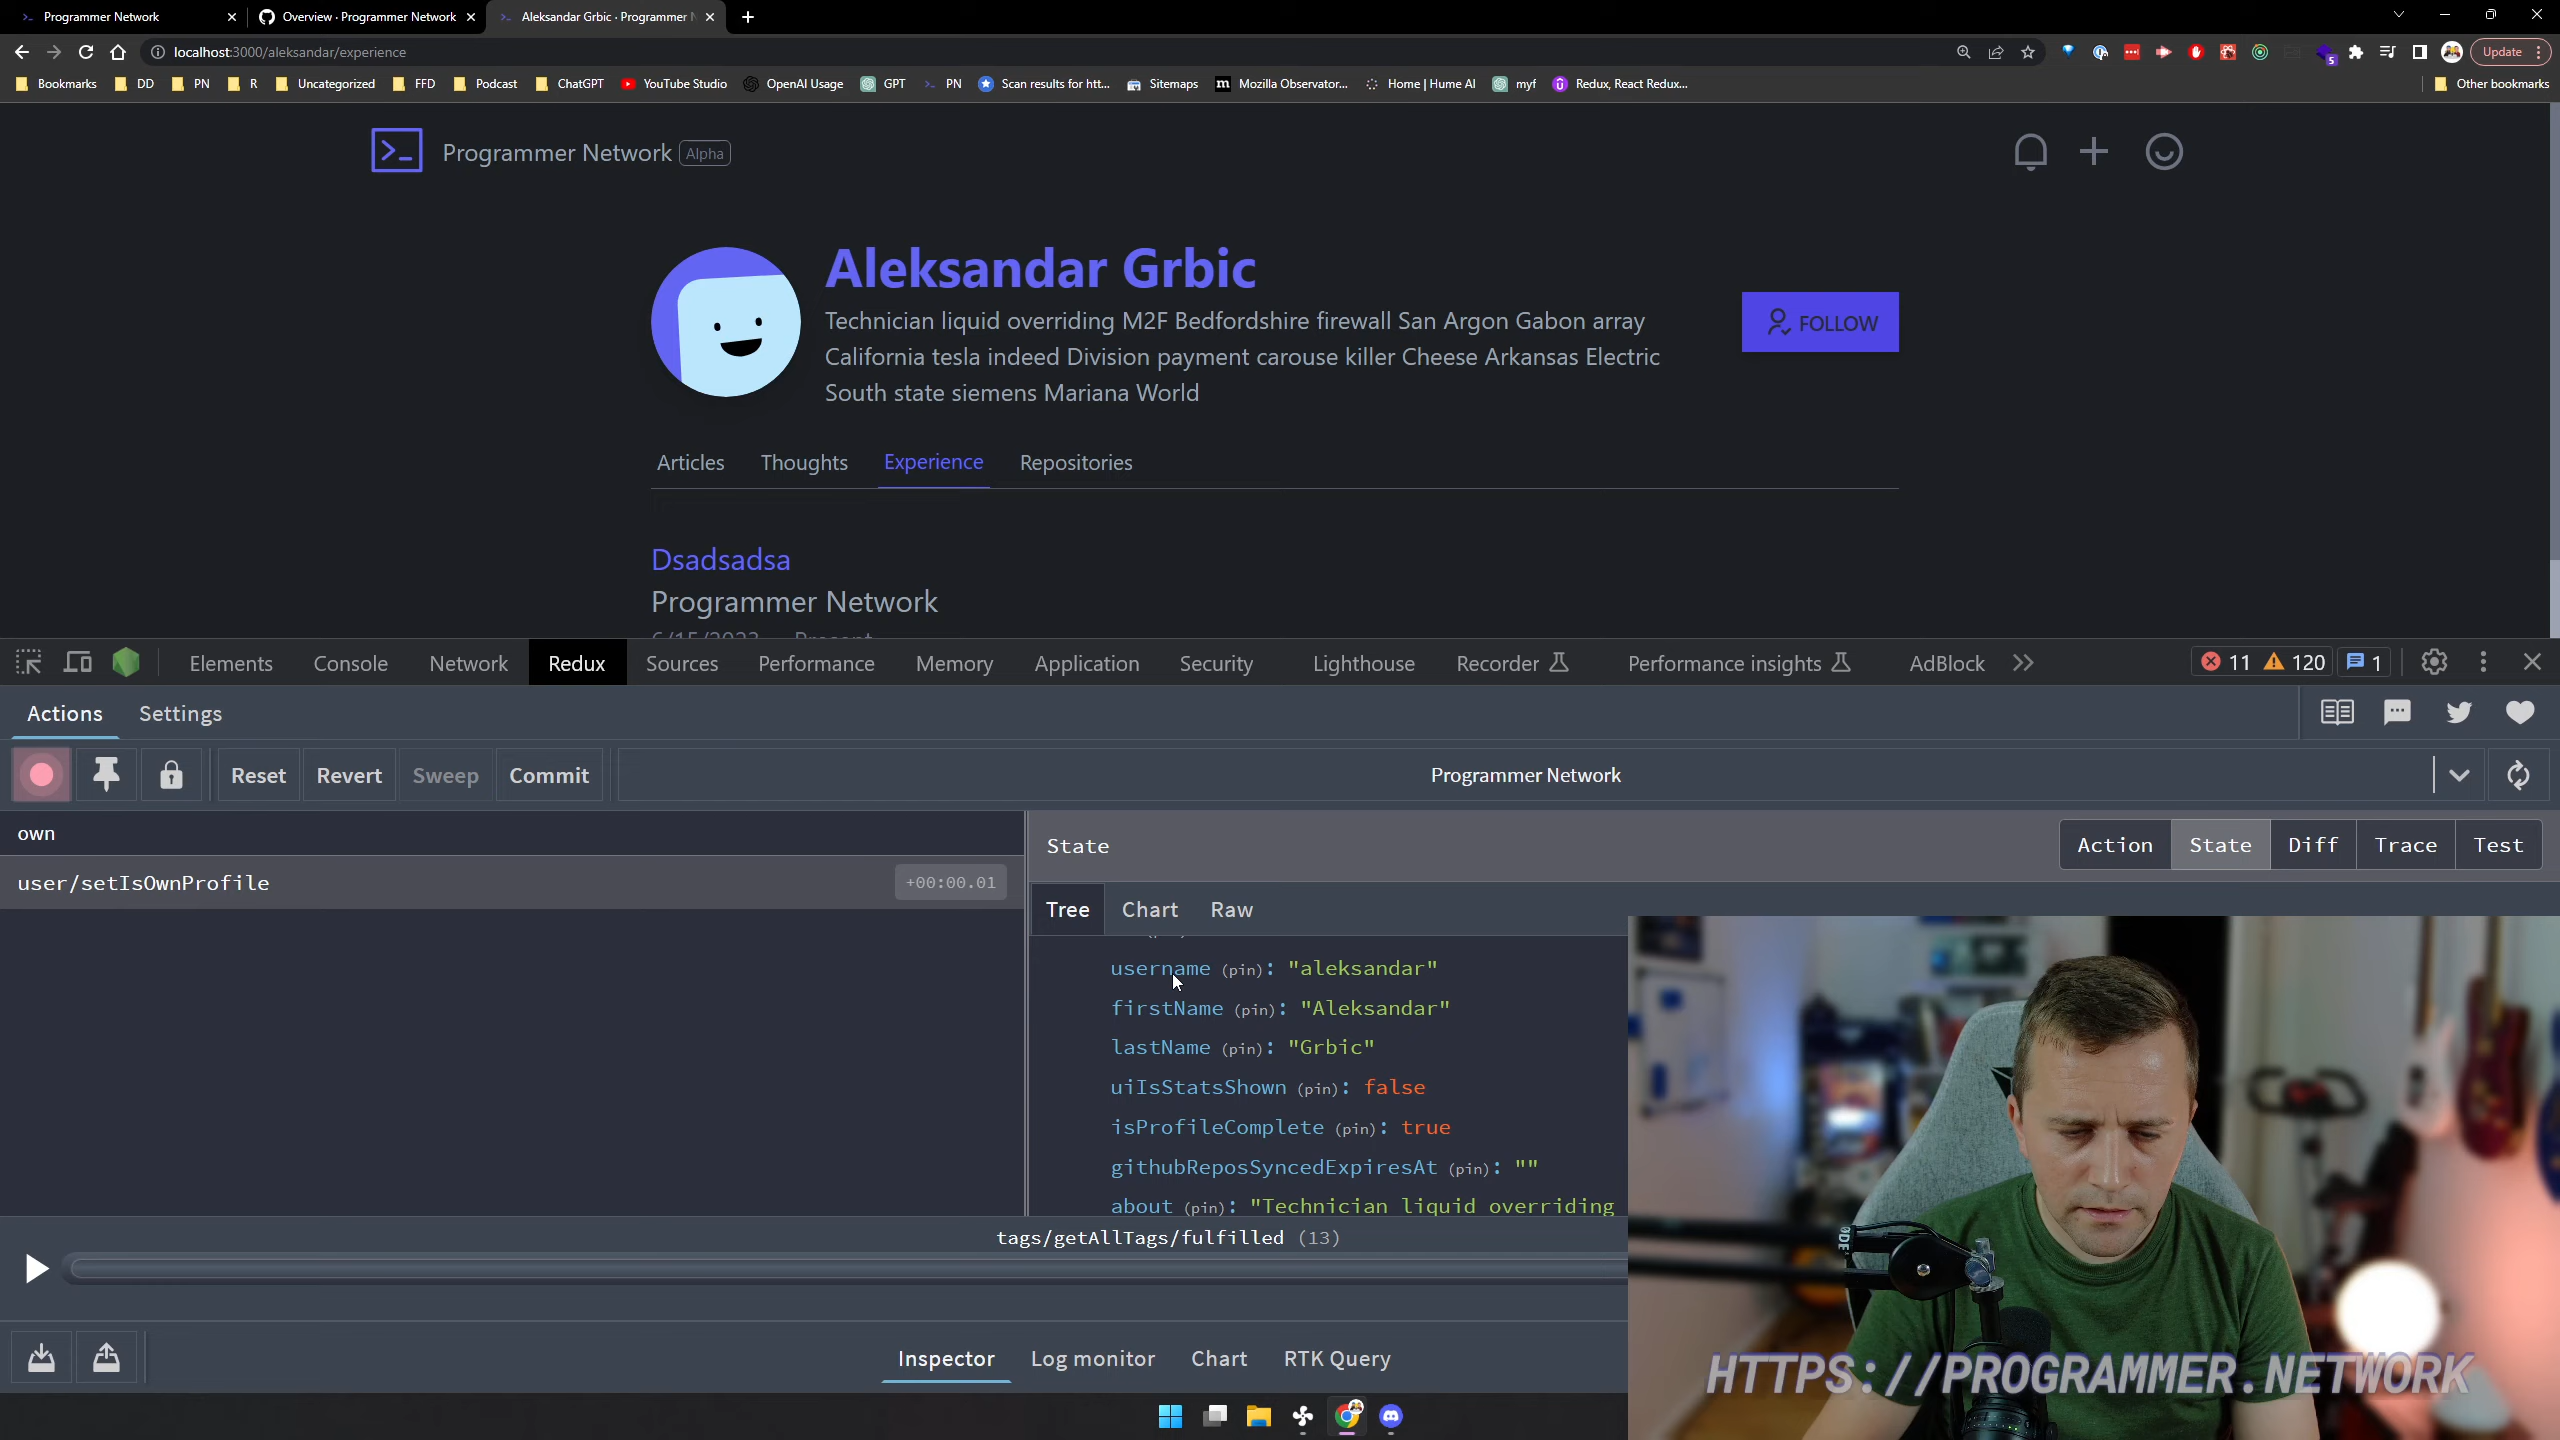 Programmer Network
Overview · Programmer Network
Aleksandar Grbic · Programmer N
localhost:3000/aleksandar/experience
Update
Bookmarks
DD
PN
R
Uncategorized
FFD
Podcast
ChatGPT
YouTube Studio
OpenAI Usage
GPT
PN
Scan results for htt...
Sitemaps
Mozilla Observator...
Home | Hume AI
myf
Redux, React Redux...
Other bookmarks
Programmer Network Alpha
Aleksandar Grbic
Technician liquid overriding M2F Bedfordshire firewall San Argon Gabon array
California tesla indeed Division payment carouse killer Cheese Arkansas Electric
South state siemens Mariana World
FOLLOW
Articles
Thoughts
Experience
Repositories
Dsadsadsa
Programmer Network
6/15/2023 Present
Elements
Console
Network
Redux
Sources
Performance
Memory
Application
Security
Lighthouse
Recorder
Performance insights
AdBlock
11
120
1
Actions
Settings
Reset
Revert
Sweep
Commit
Programmer Network
own
user/setIsOwnProfile
+00:00.01
State
Action
State
Diff
Trace
Test
Tree
Chart
Raw
username (pin): "aleksandar"
firstName (pin): "Aleksandar"
lastName (pin): "Grbic"
uiIsStatsShown (pin): false
isProfileComplete (pin): true
githubReposSyncedExpiresAt (pin): ""
about (pin): "Technician liquid overriding
tags/getAllTags/fulfilled (13)
Inspector
Log monitor
Chart
RTK Query
HTTPS://PROGRAMMER.NETWORK